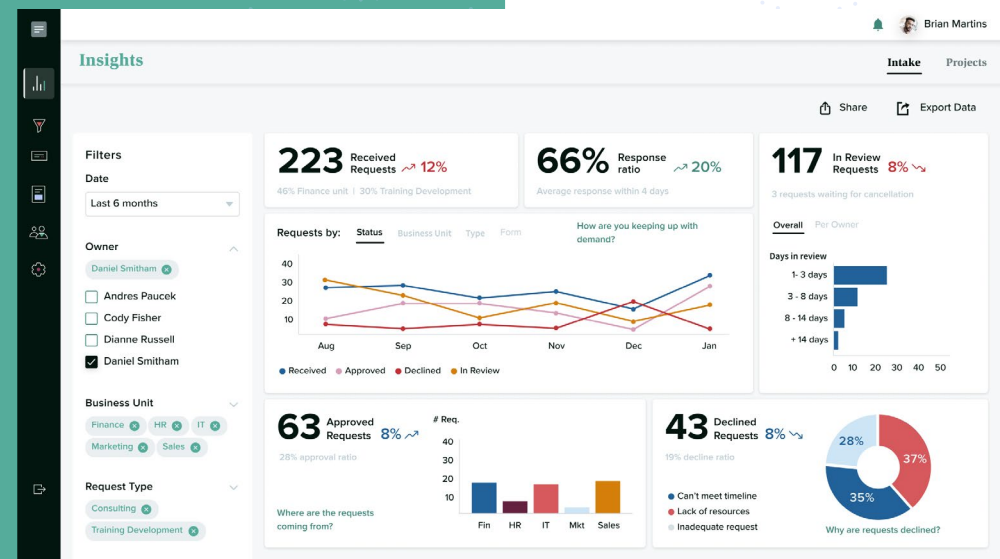 Brian Martins
Insights
Intake
Projects
Share
Export Data
Filters
Date
Last 6 months
Owner
Daniel Smitham
Andres Paucek
Cody Fisher
Dianne Russell
Daniel Smitham
Business Unit
Finance
HR
IT
Marketing
Sales
Request Type
Consulting
Training Development
223
Received
Requests
12%
46% Finance unit | 30% Training Development
66%
Response
ratio
20%
Average response within 4 days
117
In Review
Requests
8%
3 requests waiting for cancellation
Requests by:
Status
Business Unit
Type
Form
How are you keeping up with
demand?
40
30
20
10
Aug
Sep
Oct
Nov
Dec
Jan
Received
Approved
Declined
In Review
Overall
Per Owner
Days in review
1- 3 days
3 - 8 days
8 - 14 days
+ 14 days
0 10 20 30 40 50
63
Approved
Requests
8%
28% approval ratio
Where are the requests
coming from?
# Req.
40
30
20
10
Fin
HR
IT
Mkt
Sales
43
Declined
Requests
8%
19% decline ratio
Can't meet timeline
Lack of resources
Inadequate request
28%
37%
35%
Why are requests declined?